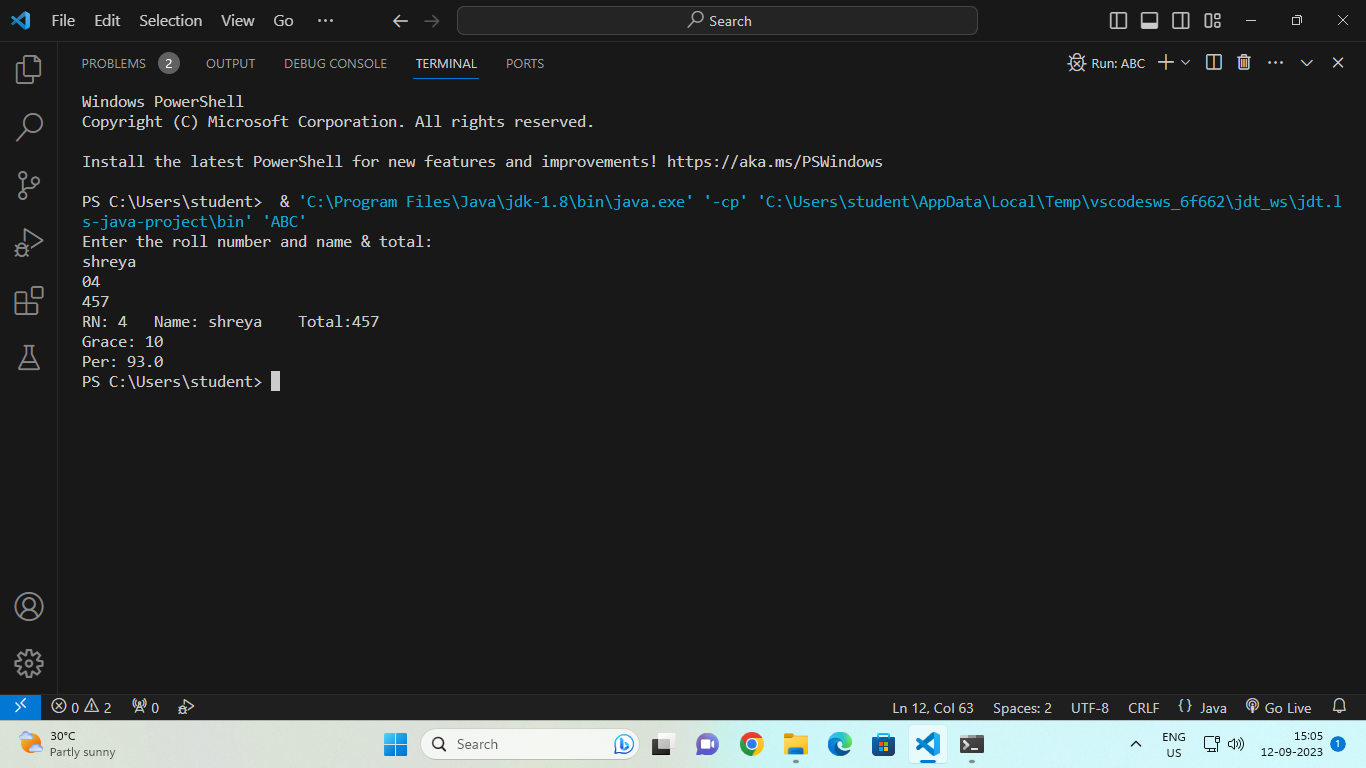 File Edit Selection View Go ··· Search
PROBLEMS 2 OUTPUT DEBUG CONSOLE TERMINAL PORTS Run: ABC
Windows PowerShell
Copyright (C) Microsoft Corporation. All rights reserved.
Install the latest PowerShell for new features and improvements! https://aka.ms/PSWindows
PS C:\Users\student>  & 'C:\Program Files\Java\jdk-1.8\bin\java.exe' '-cp' 'C:\Users\student\AppData\Local\Temp\vscodesws_6f662\jdt_ws\jdt.l
s-java-project\bin' 'ABC'
Enter the roll number and name & total:
shreya
04
457
RN: 4   Name: shreya    Total:457
Grace: 10
Per: 93.0
PS C:\Users\student>
0 2 0 Ln 12, Col 63 Spaces: 2 UTF-8 CRLF {} Java Go Live
30°C
Partly sunny
Search
ENG
US
15:05
12-09-2023
1